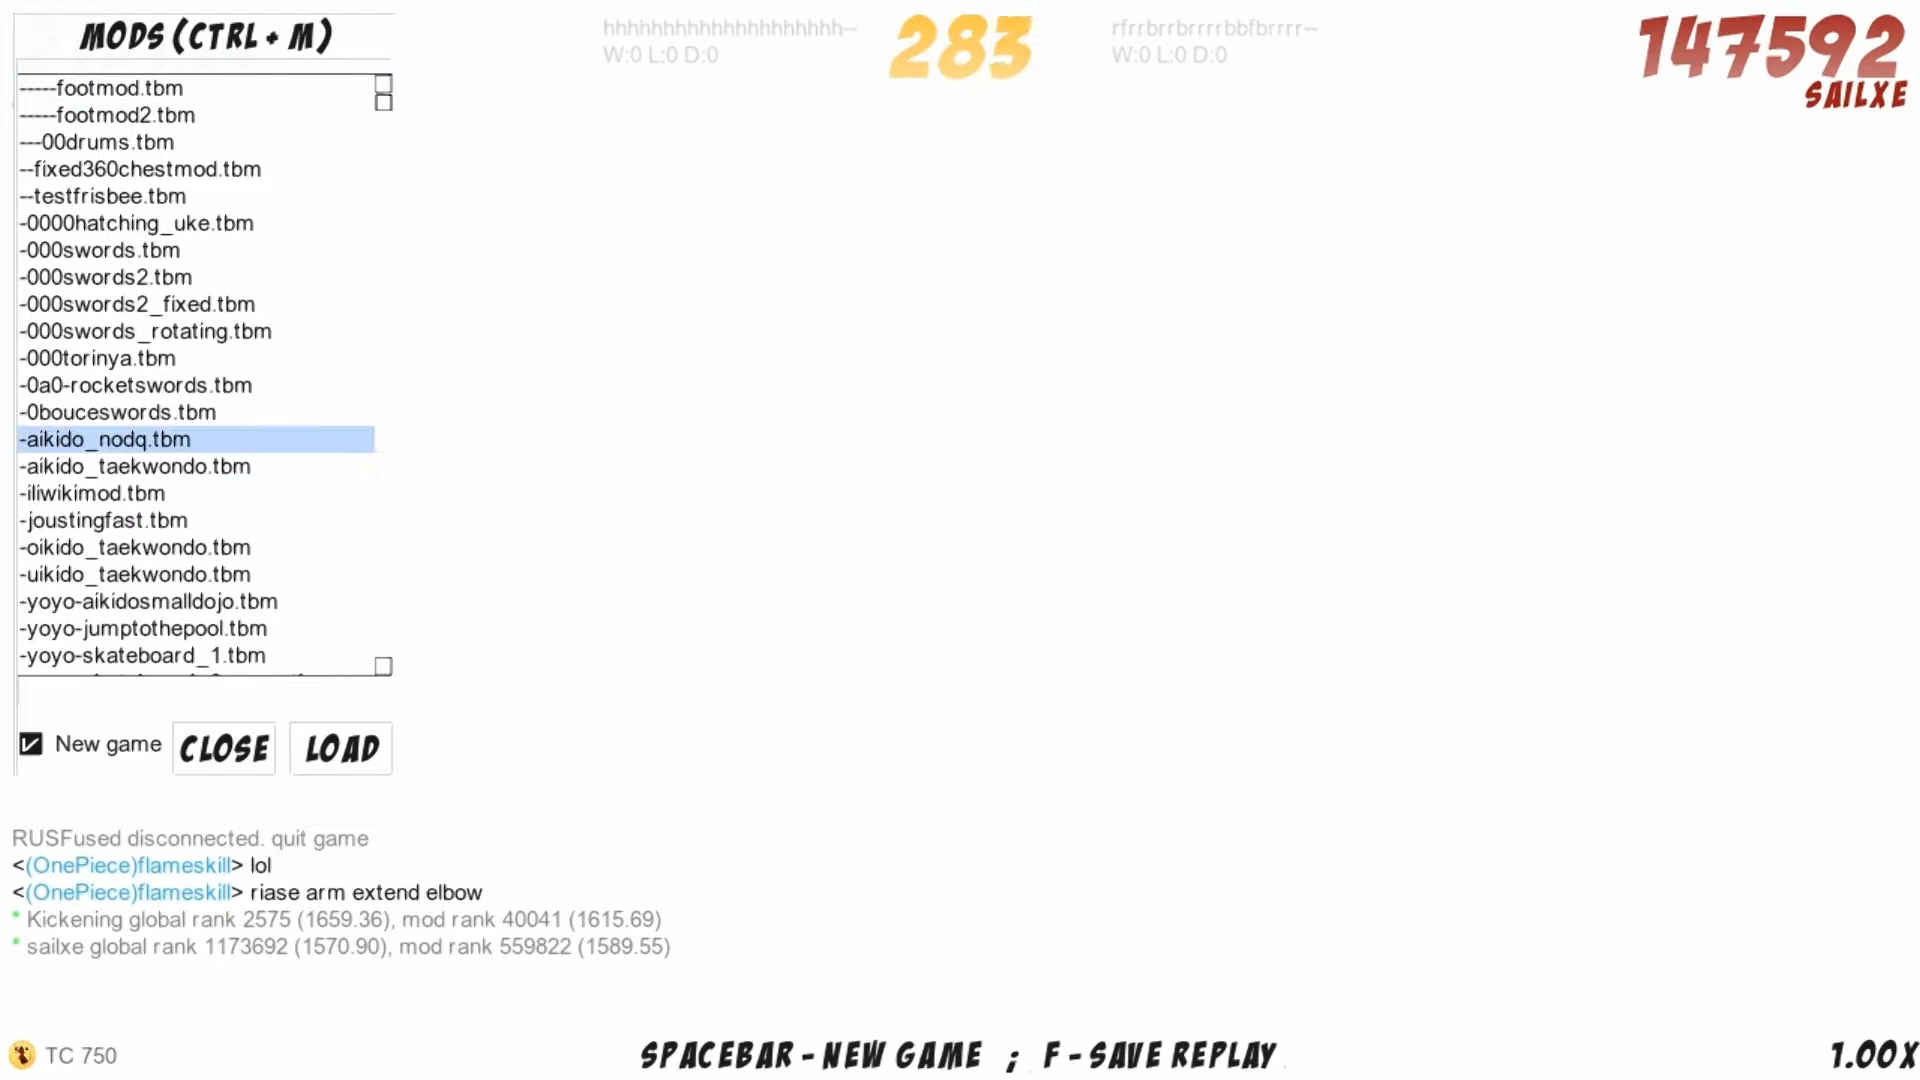 MODS (CTRL + M)
-----footmod.tbm
-----footmod2.tbm
---00drums.tbm
--fixed360chestmod.tbm
--testfrisbee.tbm
-0000hatching_uke.tbm
-000swords.tbm
-000swords2.tbm
-000swords2_fixed.tbm
-000swords_rotating.tbm
-000torinya.tbm
-0a0-rocketswords.tbm
-0bouceswords.tbm
-aikido_nodq.tbm
-aikido_taekwondo.tbm
-iliwikimod.tbm
-joustingfast.tbm
-oikido_taekwondo.tbm
-uikido_taekwondo.tbm
-yoyo-aikidosmalldojo.tbm
-yoyo-jumptothepool.tbm
-yoyo-skateboard_1.tbm
New game
CLOSE
LOAD
hhhhhhhhhhhhhhhhhhhh--
W:0 L:0 D:0
283
rfrrbrrbrrrrbbfbrrrr--
W:0 L:0 D:0
147592
SAILXE
RUSFused disconnected. quit game
<(OnePiece)flameskill> lol
<(OnePiece)flameskill> riase arm extend elbow
* Kickening global rank 2575 (1659.36), mod rank 40041 (1615.69)
* sailxe global rank 1173692 (1570.90), mod rank 559822 (1589.55)
TC 750
SPACEBAR - NEW GAME ; F - SAVE REPLAY
1.00X